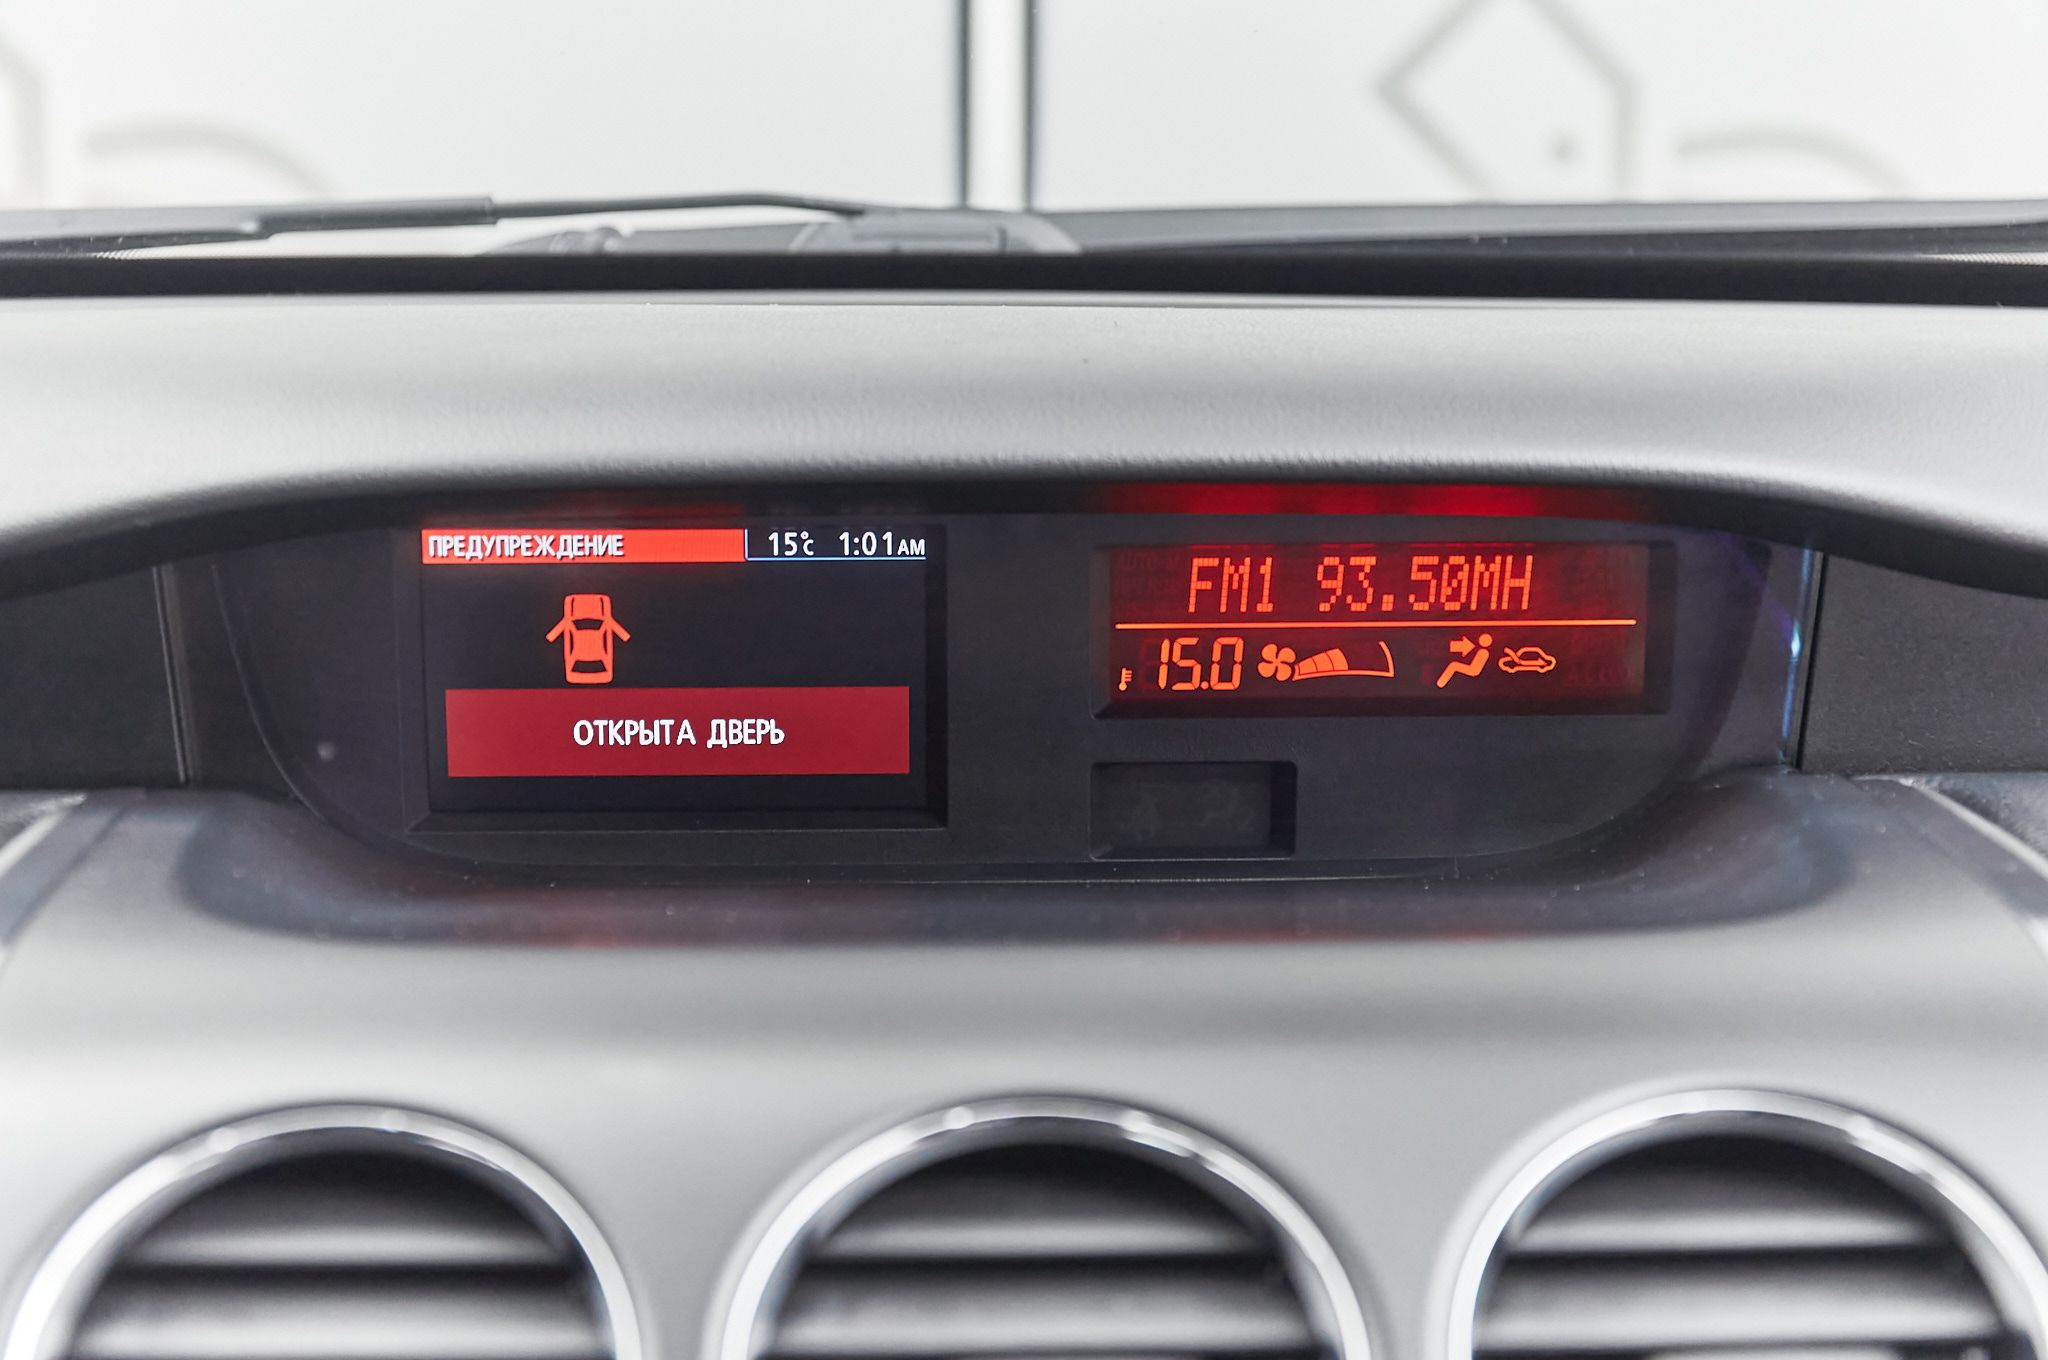 ПРЕДУПРЕЖДЕНИЕ 15°C 1:01AM
ОТКРЫТА ДВЕРЬ
FM1 93.50MH
15.0